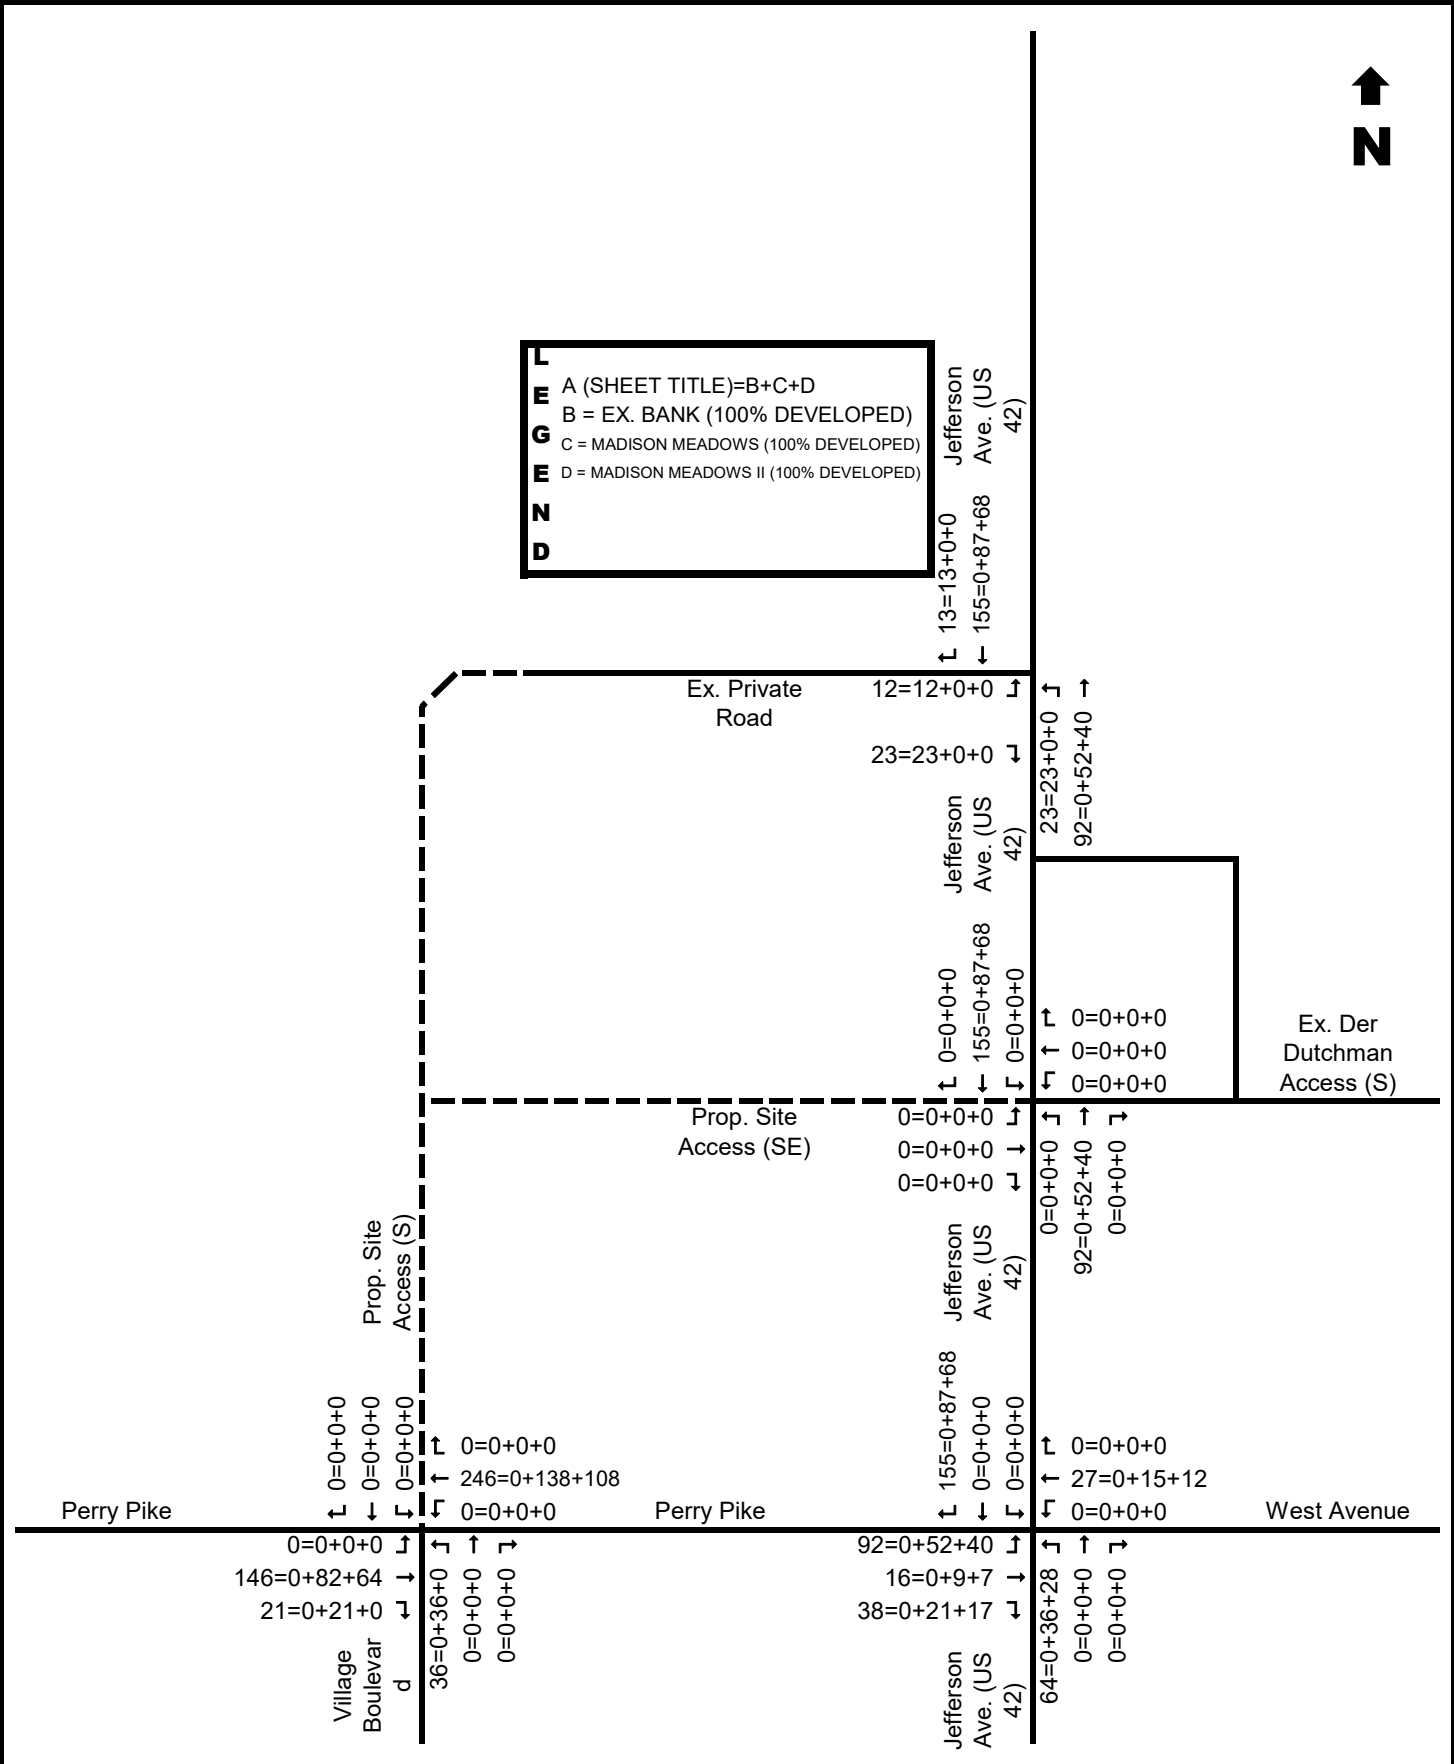 N
LEGEND
A (SHEET TITLE)=B+C+D
B = EX. BANK (100% DEVELOPED)
C = MADISON MEADOWS (100% DEVELOPED)
D = MADISON MEADOWS II (100% DEVELOPED)
Jefferson
Ave. (US
42)
13=13+0+0
155=0+87+68
Ex. Private
Road
12=12+0+0
23=23+0+0
23=23+0+0
92=0+52+40
Jefferson
Ave. (US
42)
0=0+0+0
155=0+87+68
0=0+0+0
0=0+0+0
0=0+0+0
0=0+0+0
Ex. Der
Dutchman
Access (S)
Prop. Site
Access (SE)
0=0+0+0
0=0+0+0
0=0+0+0
0=0+0+0
92=0+52+40
0=0+0+0
Prop. Site
Access (S)
Jefferson
Ave. (US
42)
0=0+0+0
0=0+0+0
0=0+0+0
0=0+0+0
246=0+138+108
0=0+0+0
155=0+87+68
0=0+0+0
0=0+0+0
0=0+0+0
27=0+15+12
0=0+0+0
Perry Pike
Perry Pike
West Avenue
0=0+0+0
146=0+82+64
21=0+21+0
36=0+36+0
0=0+0+0
0=0+0+0
92=0+52+40
16=0+9+7
38=0+21+17
64=0+36+28
0=0+0+0
0=0+0+0
Village
Boulevar
d
Jefferson
Ave. (US
42)